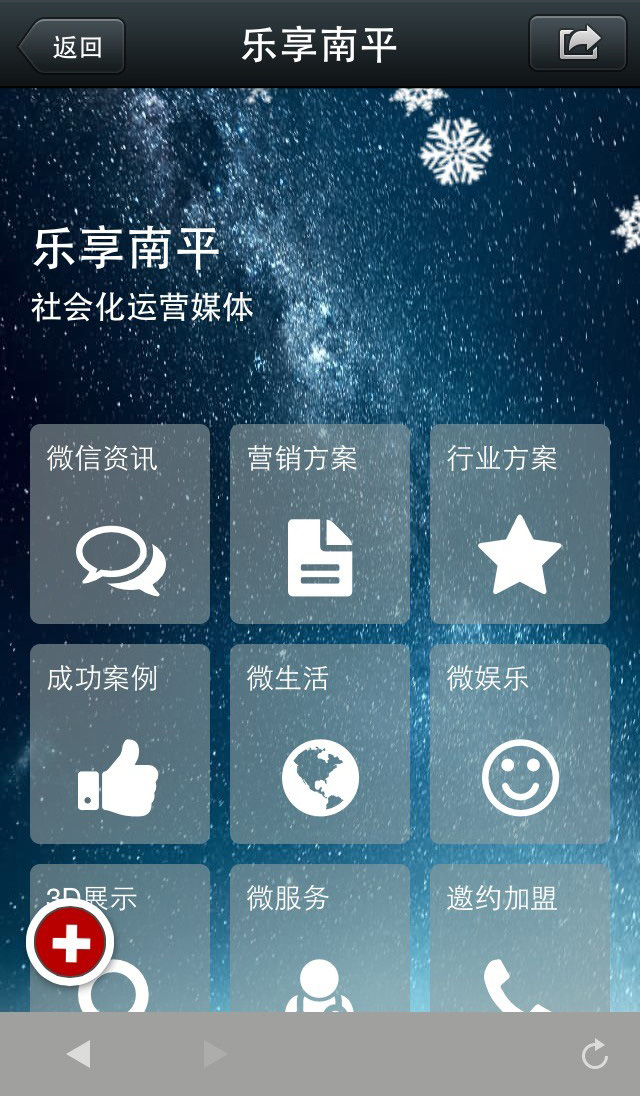 返回
乐享南平
乐享南平
社会化运营媒体
微信资讯
营销方案
行业方案
成功案例
微生活
微娱乐
3D展示
微服务
邀约加盟